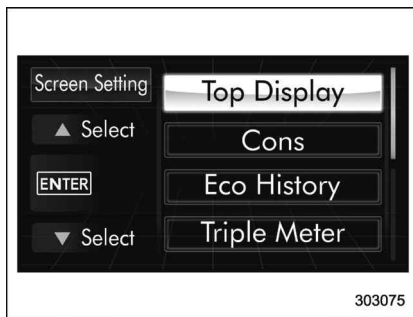 Screen Setting
▲ Select
ENTER
▼ Select
Top Display
Cons
Eco History
Triple Meter
303075